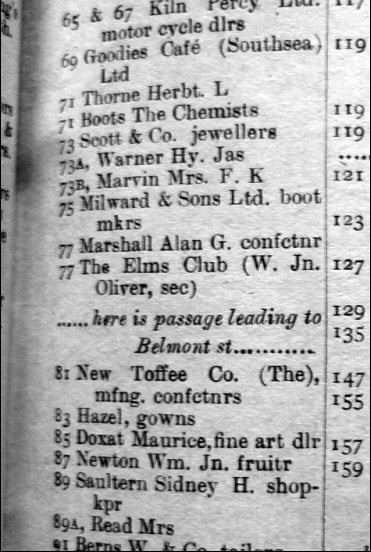 65 & 67 Kiln Percy Ltd.
motor cycle dlrs
69 Goodies Café (Southsea)
Ltd
71 Thorne Herbt. L
71 Boots The Chemists
73 Scott & Co. jewellers
73A, Warner Hy. Jas
73B, Marvin Mrs. F. K
75 Milward & Sons Ltd. boot
mkrs
77 Marshall Alan G. confctnr
77 The Elms Club (W. Jn.
Oliver, sec)
......here is passage leading to
Belmont st...........
81 New Toffee Co. (The),
mfng. confctnrs
83 Hazel, gowns
85 Doxat Maurice, fine art dlr
87 Newton Wm. Jn. fruitr
89 Saultern Sidney H. shop-
kpr
89A, Read Mrs
91 Berns W. & Co tailors
117
119
119
119
.....
121
123
127
129
135
147
155
157
159